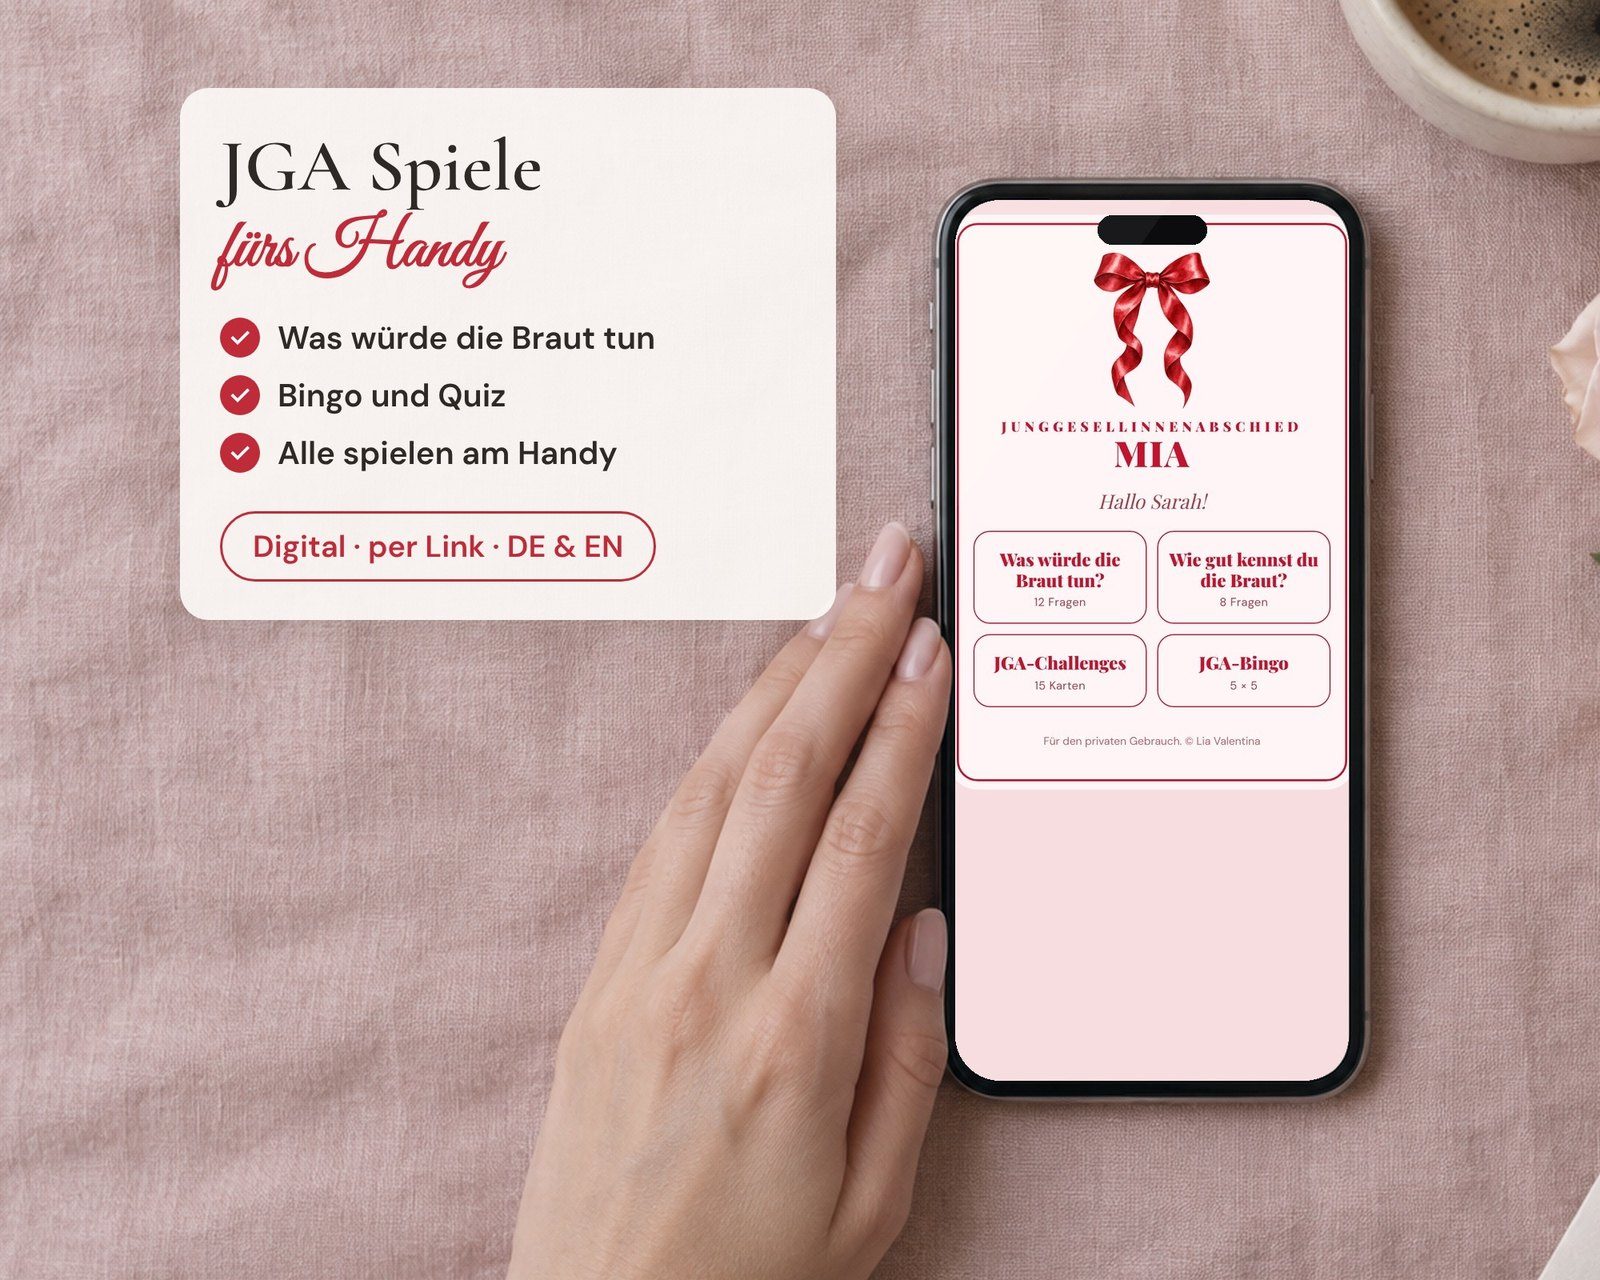 JGA Spiele
fürs Handy
Was würde die Braut tun
Bingo und Quiz
Alle spielen am Handy
Digital · per Link · DE & EN
JUNGGESELLINNENABSCHIED
MIA
Hallo Sarah!
Was würde die
Braut tun?
12 Fragen
Wie gut kennst du
die Braut?
8 Fragen
JGA-Challenges
15 Karten
JGA-Bingo
5 × 5
Für den privaten Gebrauch. © Lia Valentina